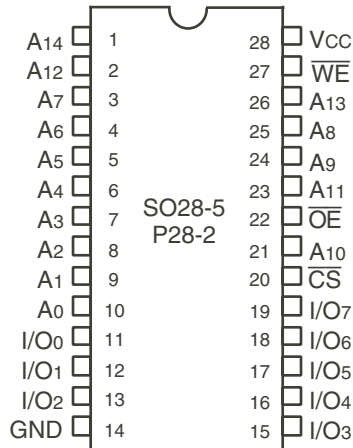 A14 1 28 VCC
A12 2 27 WE
A7 3 26 A13
A6 4 25 A8
A5 5 24 A9
A4 6 23 A11
SO28-5
A3 7 22 OE
P28-2
A2 8 21 A10
A1 9 20 CS
A0 10 19 I/O7
I/O0 11 18 I/O6
I/O1 12 17 I/O5
I/O2 13 16 I/O4
GND 14 15 I/O3